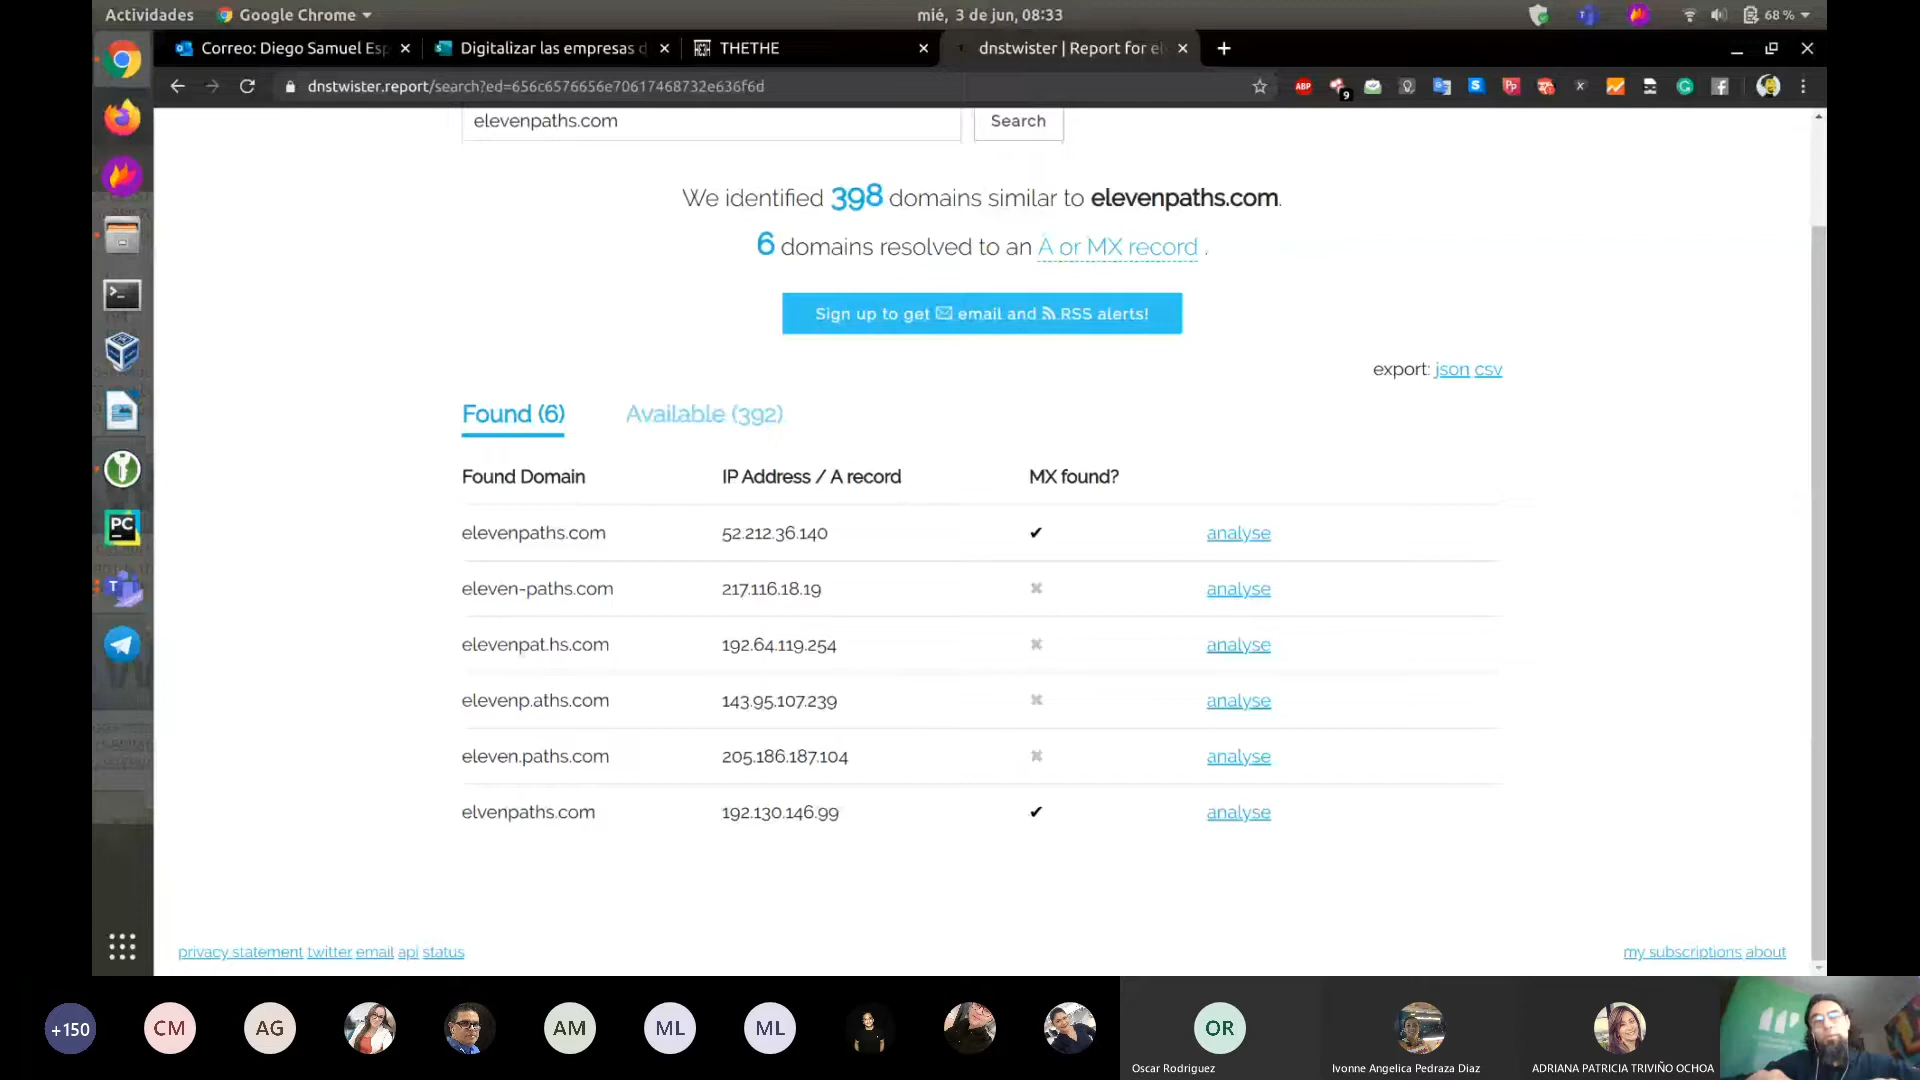 Actividades Google Chrome mié, 3 de jun, 08:33 68 %
Correo: Diego Samuel Esp Digitalizar las empresas d THETHE dnstwister | Report for el
dnstwister.report/search?ed=656c6576656e70617468732e636f6d
ABP 9
elevenpaths.com Search
We identified 398 domains similar to elevenpaths.com.
6 domains resolved to an A or MX record .
Sign up to get email and RSS alerts!
export: json csv
Found (6) Available (392)
Found Domain IP Address / A record MX found?
elevenpaths.com 52.212.36.140 ✔ analyse
eleven-paths.com 217.116.18.19 ✖ analyse
elevenpat.hs.com 192.64.119.254 ✖ analyse
elevenp.aths.com 143.95.107.239 ✖ analyse
eleven.paths.com 205.186.187.104 ✖ analyse
elvenpaths.com 192.130.146.99 ✔ analyse
privacy statement twitter email api status my subscriptions about
+150 CM AG AM ML ML OR
Oscar Rodriguez Ivonne Angelica Pedraza Diaz ADRIANA PATRICIA TRIVIÑO OCHOA